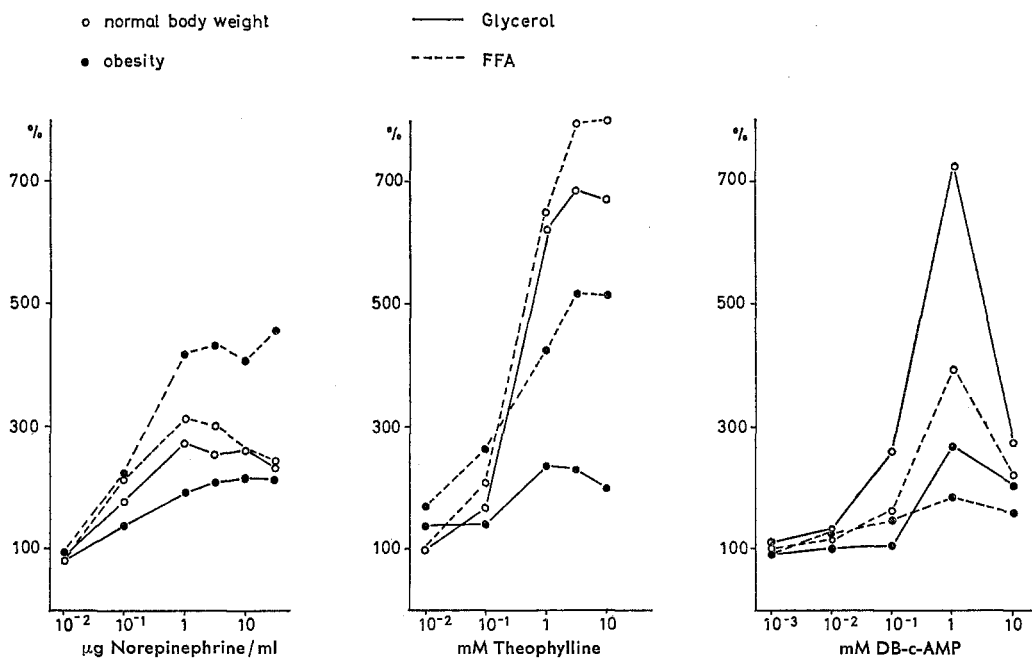 normal body weight
obesity
Glycerol
FFA
%
700
500
300
100
10⁻² 10⁻¹ 1 10
µg Norepinephrine/ml
%
700
500
300
100
10⁻² 10⁻¹ 1 10
mM Theophylline
%
700
500
300
100
10⁻³ 10⁻² 10⁻¹ 1 10
mM DB-c-AMP